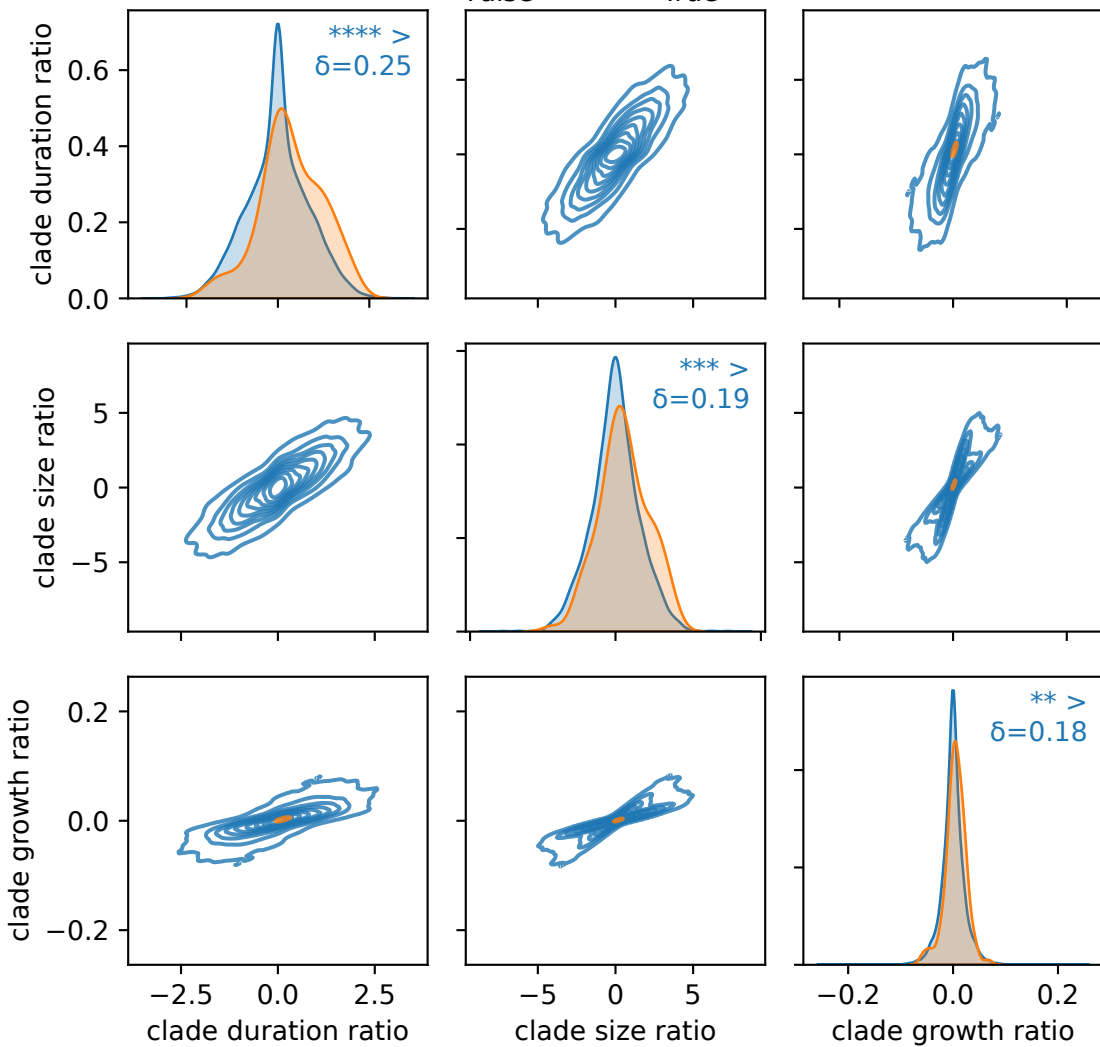 clade duration ratio
0.6
0.4
0.2
0.0
**** >
δ=0.25
clade size ratio
5
0
−5
*** >
δ=0.19
clade growth ratio
0.2
0.0
−0.2
** >
δ=0.18
−2.5 0.0 2.5
−5 0 5
−0.2 0.0 0.2
clade duration ratio
clade size ratio
clade growth ratio